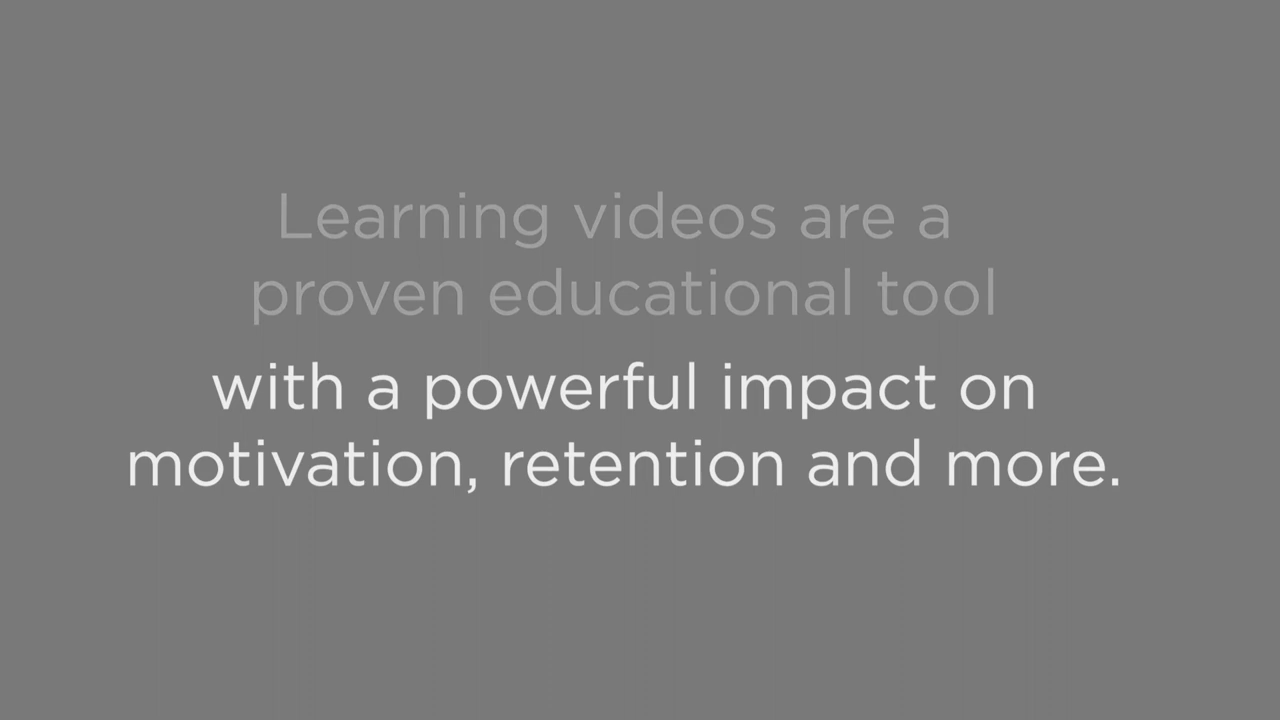 Learning videos are a
proven educational tool
with a powerful impact on
motivation, retention and more.